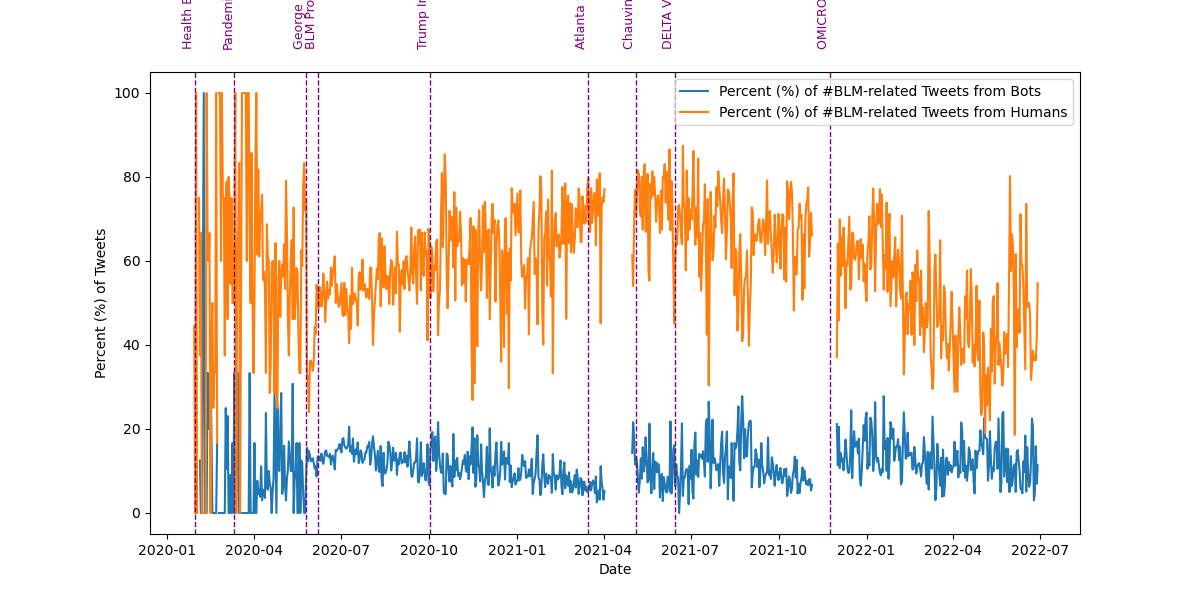 Health E
Pandemi
George
BLM Pro
Trump I
Atlanta
Chauvin
DELTA V
OMICRO
Percent (%) of #BLM-related Tweets from Bots
Percent (%) of #BLM-related Tweets from Humans
Percent (%) of Tweets
100
80
60
40
20
0
2020-01 2020-04 2020-07 2020-10 2021-01 2021-04 2021-07 2021-10 2022-01 2022-04 2022-07
Date